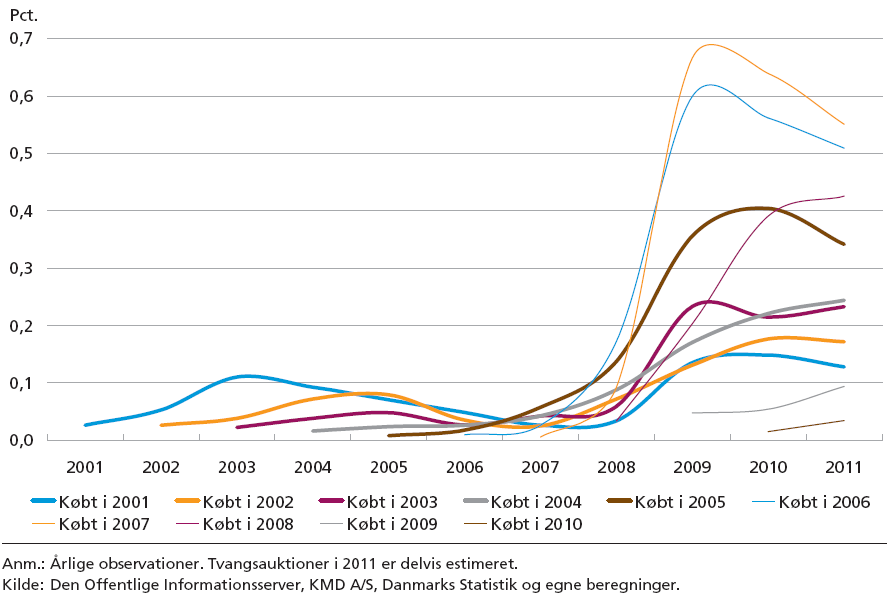 Pct.
0,7
0,6
0,5
0,4
0,3
0,2
0,1
0,0
2001 2002 2003 2004 2005 2006 2007 2008 2009 2010 2011
Købt i 2001 Købt i 2002 Købt i 2003 Købt i 2004 Købt i 2005 Købt i 2006
Købt i 2007 Købt i 2008 Købt i 2009 Købt i 2010
Anm.: Årlige observationer. Tvangsauktioner i 2011 er delvis estimeret.
Kilde: Den Offentlige Informationsserver, KMD A/S, Danmarks Statistik og egne beregninger.